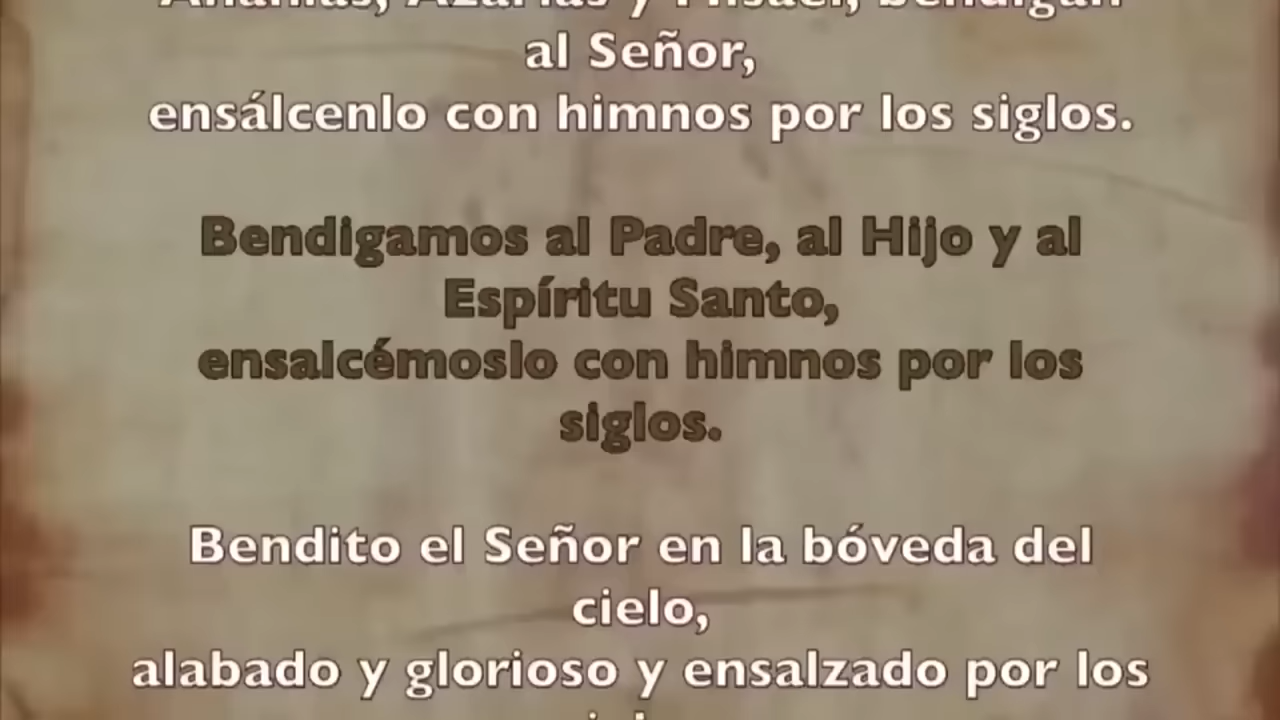 Ananías, Azarías y Misael, bendigan
al Señor,
ensálcenlo con himnos por los siglos.
Bendigamos al Padre, al Hijo y al
Espíritu Santo,
ensalcémoslo con himnos por los
siglos.
Bendito el Señor en la bóveda del
cielo,
alabado y glorioso y ensalzado por los